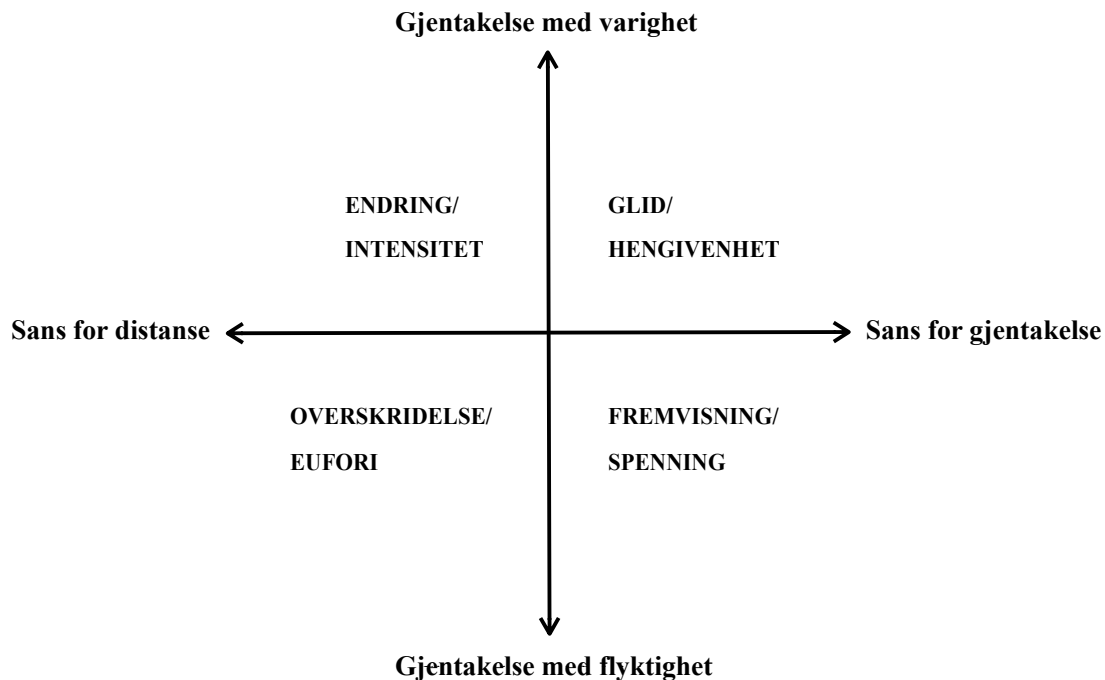 Gjentakelse med varighet
ENDRING/
INTENSITET
GLID/
HENGIVENHET
Sans for distanse
Sans for gjentakelse
OVERSKRIDELSE/
EUFORI
FREMVISNING/
SPENNING
Gjentakelse med flyktighet